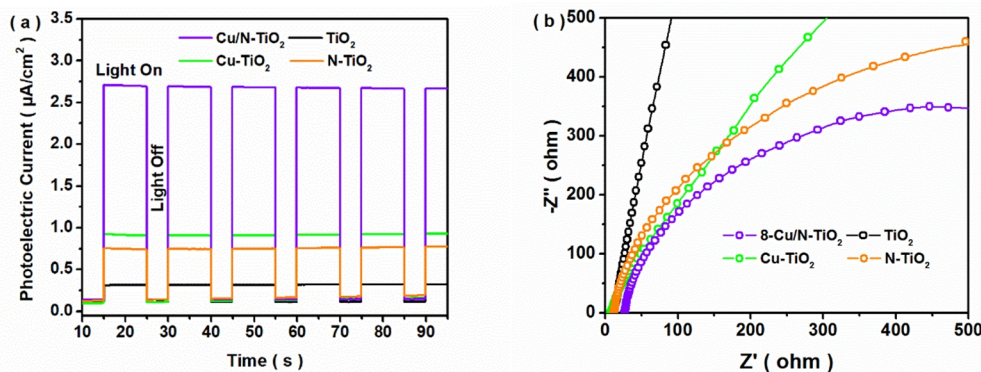 ( a )
Cu/N-TiO₂
TiO₂
Cu-TiO₂
N-TiO₂
Light On
Light Off
3.5
3.0
2.5
2.0
1.5
1.0
0.5
0.0
Photoelectric Current ( μA/cm² )
10 20 30 40 50 60 70 80 90
Time ( s )
( b )
500
400
300
200
100
0
-Z'' ( ohm )
8-Cu/N-TiO₂
TiO₂
Cu-TiO₂
N-TiO₂
0 100 200 300 400 500
Z' ( ohm )